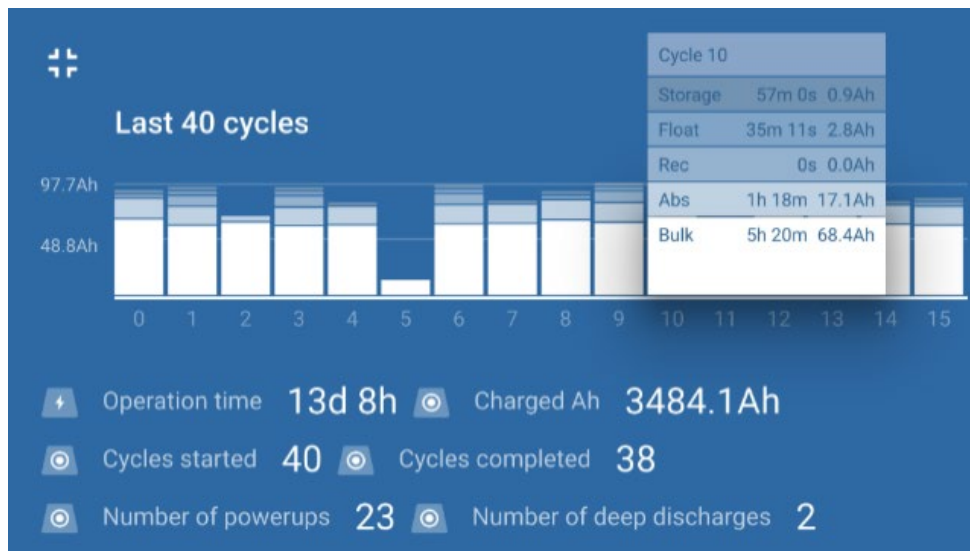 Cycle 10
Storage 57m 0s 0.9Ah
Float 35m 11s 2.8Ah
Rec 0s 0.0Ah
Abs 1h 18m 17.1Ah
Bulk 5h 20m 68.4Ah
Last 40 cycles
97.7Ah
48.8Ah
0 1 2 3 4 5 6 7 8 9 10 11 12 13 14 15
Operation time 13d 8h Charged Ah 3484.1Ah
Cycles started 40 Cycles completed 38
Number of powerups 23 Number of deep discharges 2